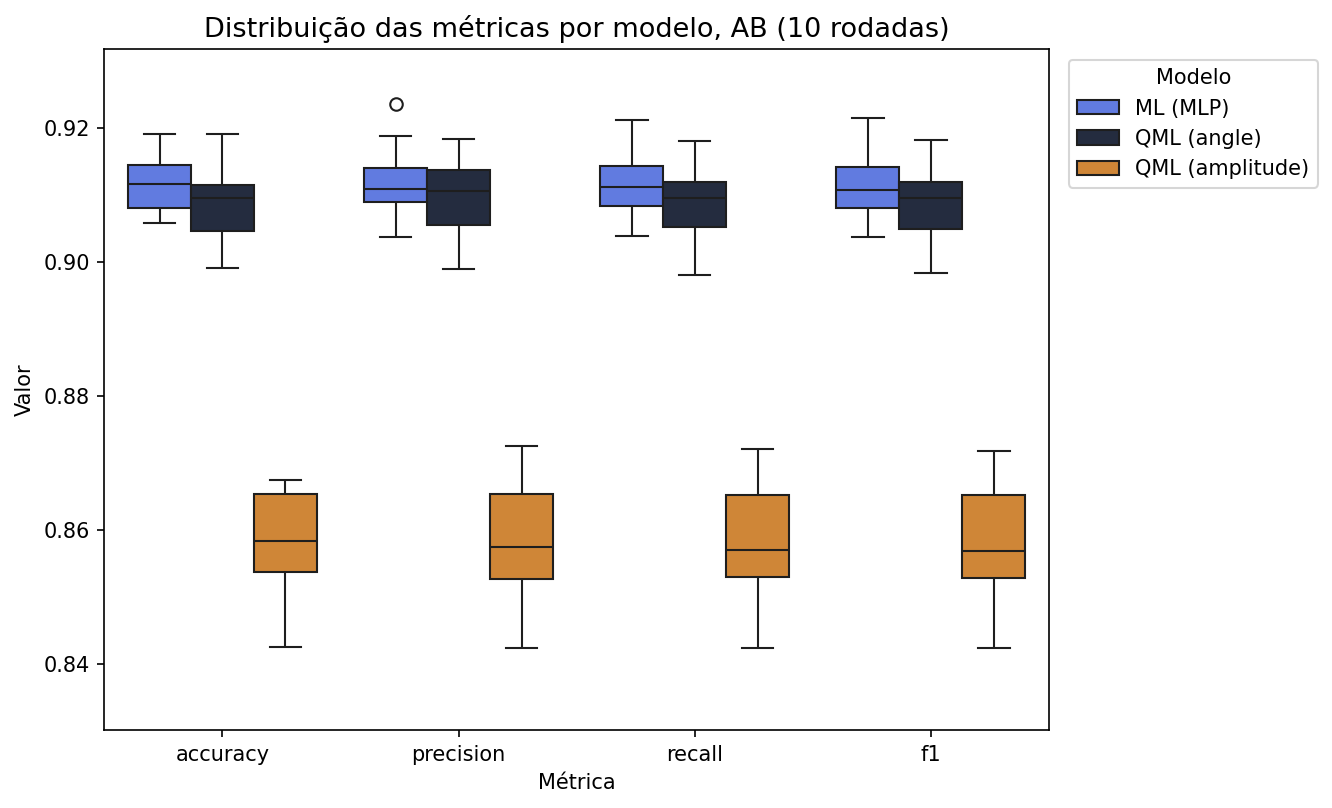 Distribuição das métricas por modelo, AB (10 rodadas)
Modelo
ML (MLP)
QML (angle)
QML (amplitude)
Valor
0.92
0.90
0.88
0.86
0.84
accuracy
precision
recall
f1
Métrica